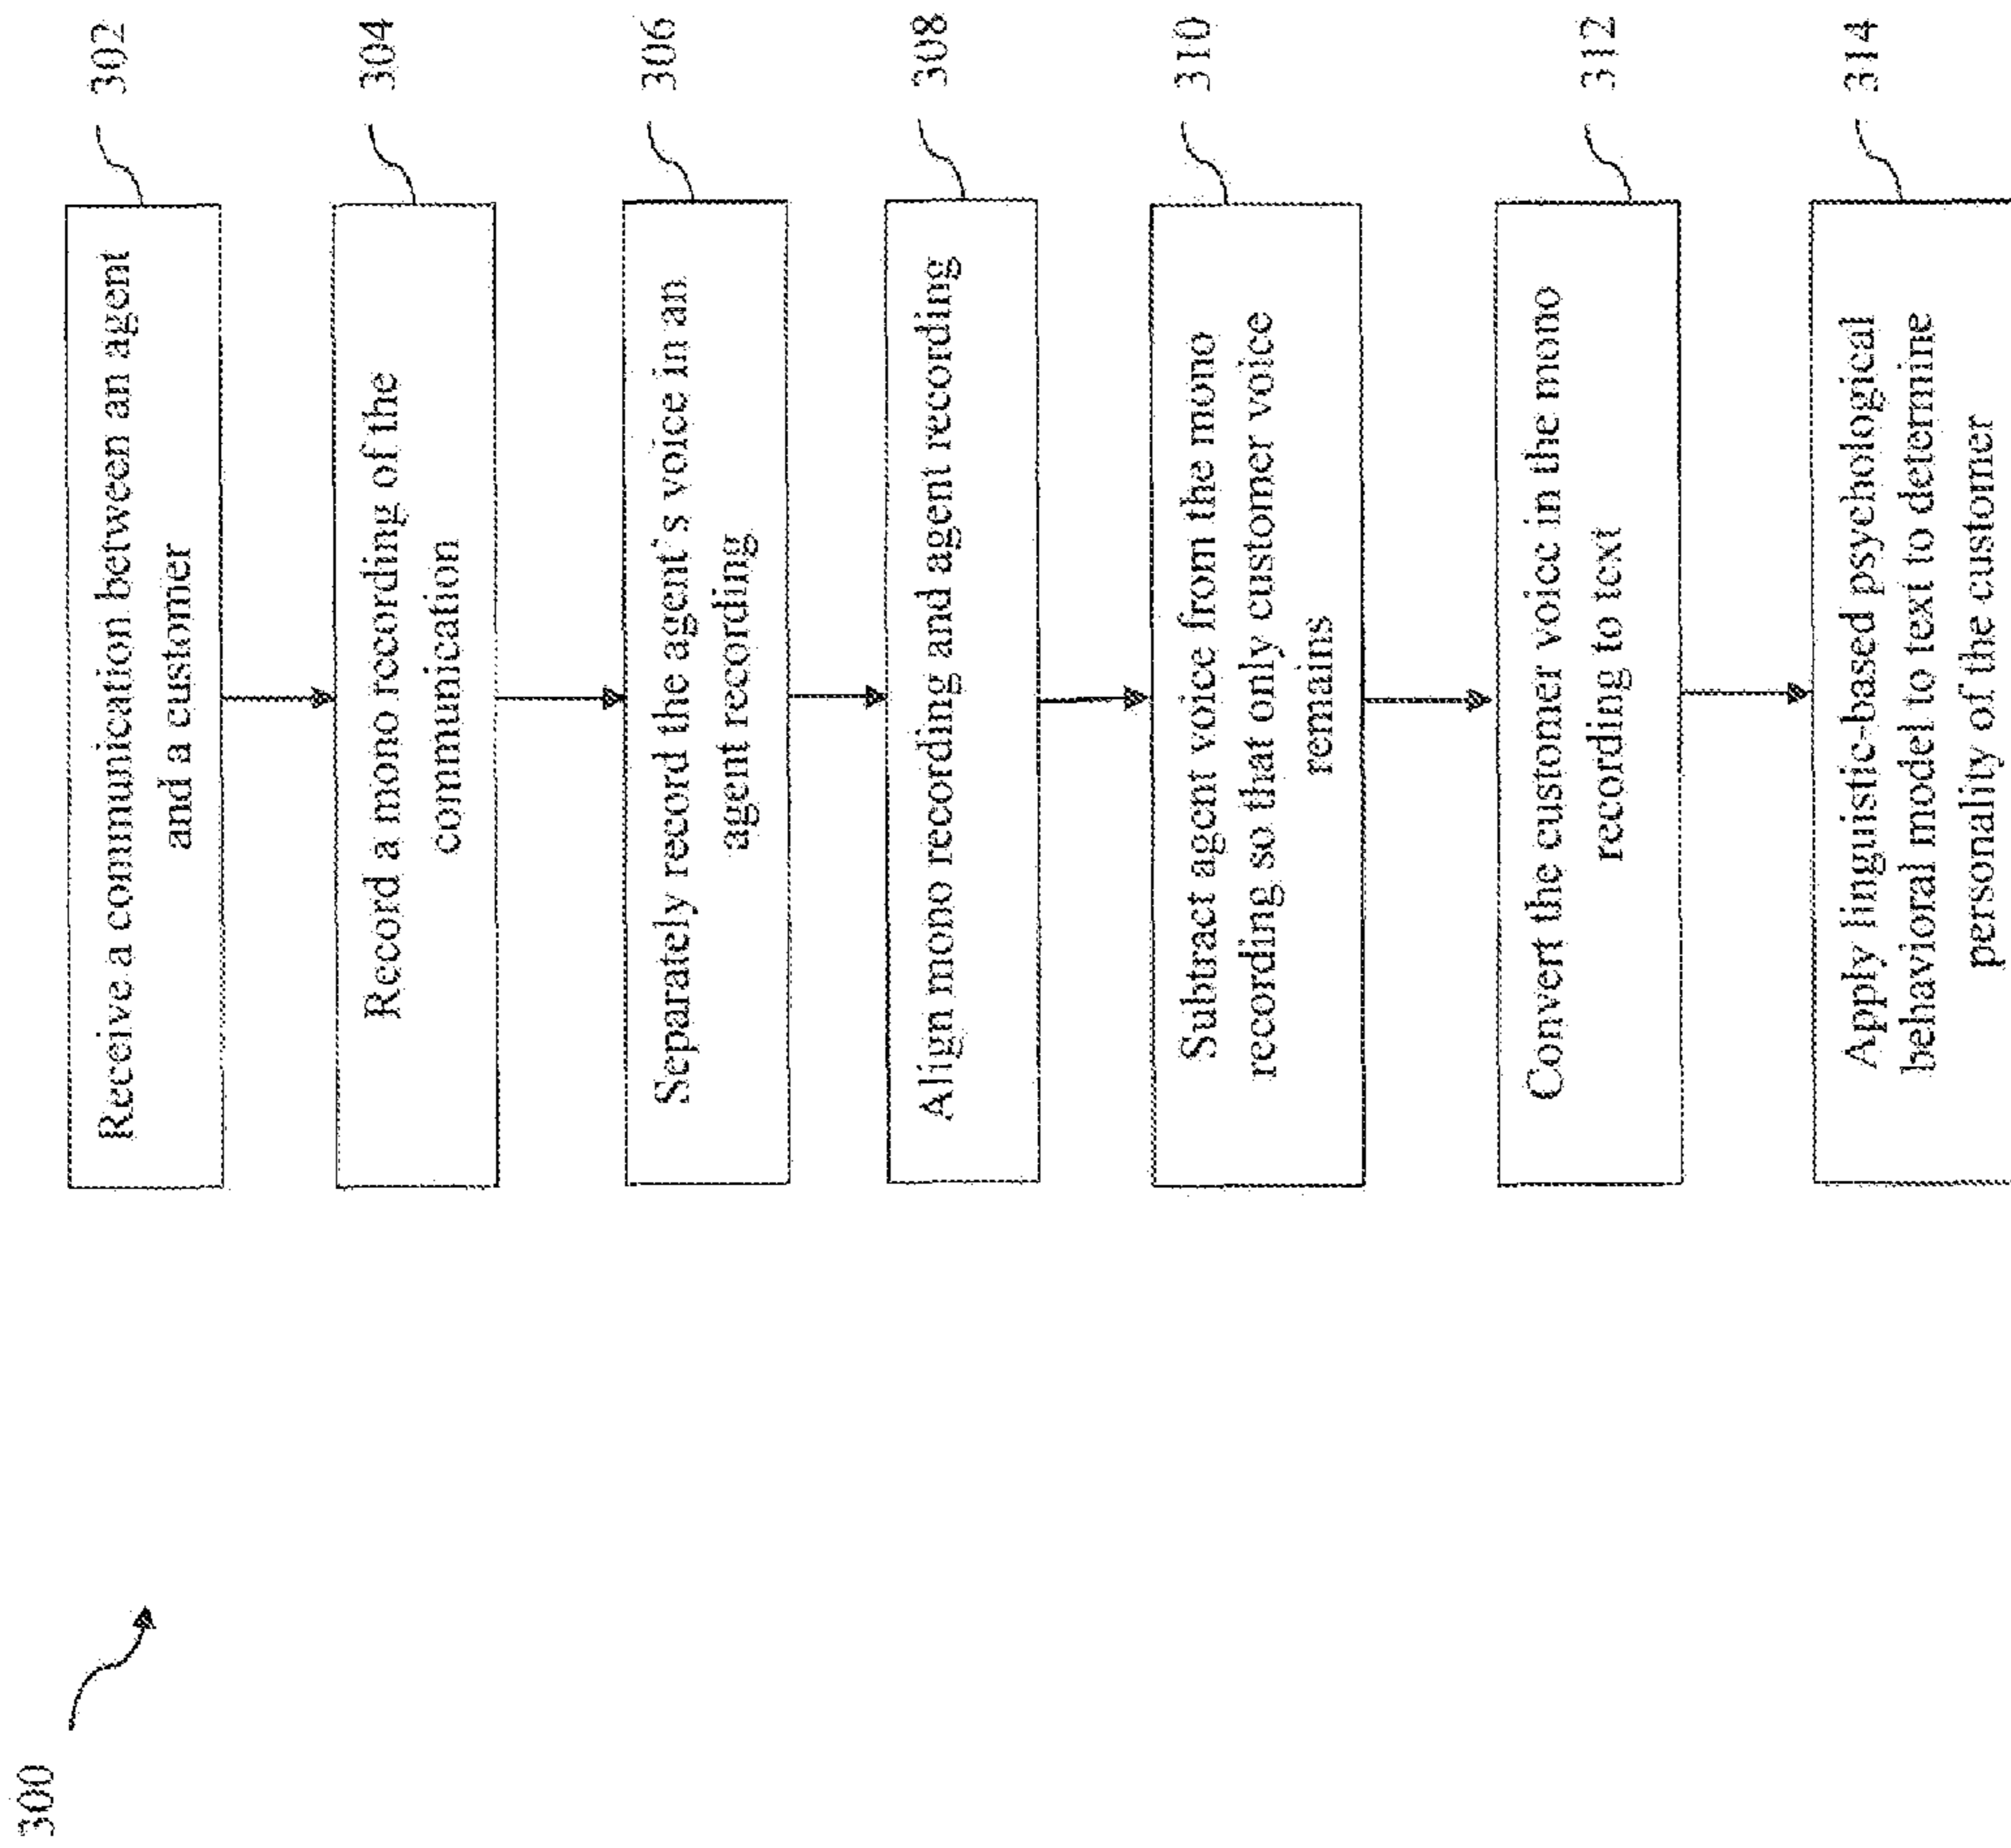 300
Receive a communication between an agent
and a customer
302
Record a mono recording of the
communication
304
Separately record the agent's voice in an
agent recording
306
Align mono recording and agent recording
308
Subtract agent voice from the mono
recording so that only customer voice
remains
310
Convert the customer voice in the mono
recording to text
312
Apply linguistic-based psychological
behavioral model to text to determine
personality of the customer
314